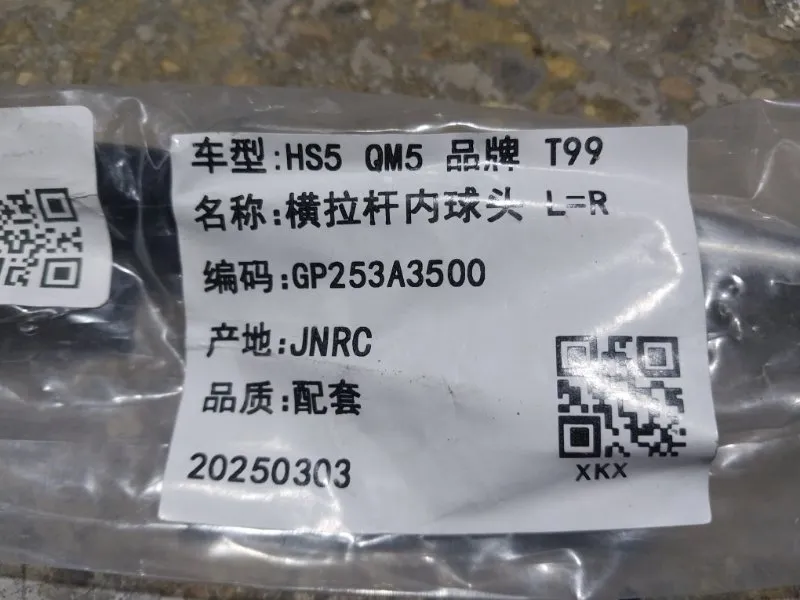 车型:HS5 QM5 品牌 T99
名称:横拉杆内球头 L=R
编码:GP253A3500
产地:JNRC
品质:配套
20250303
XKX